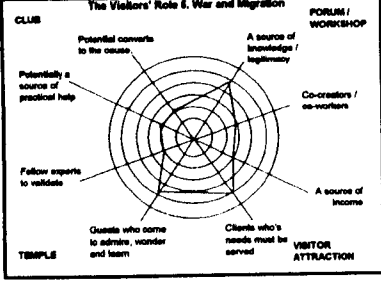 The Visitors' Role 5. War and Migration
CLUB
FORUM /
WORKSHOP
Potential converts
to the cause
A source of
knowledge /
legitimacy
Potentially a
source of
practical help
Co-creators /
co-workers
Fellow experts
to validate
A source of
income
Guests who come
to admire, wonder
and learn
Clients who's
needs must be
served
TEMPLE
VISITOR
ATTRACTION